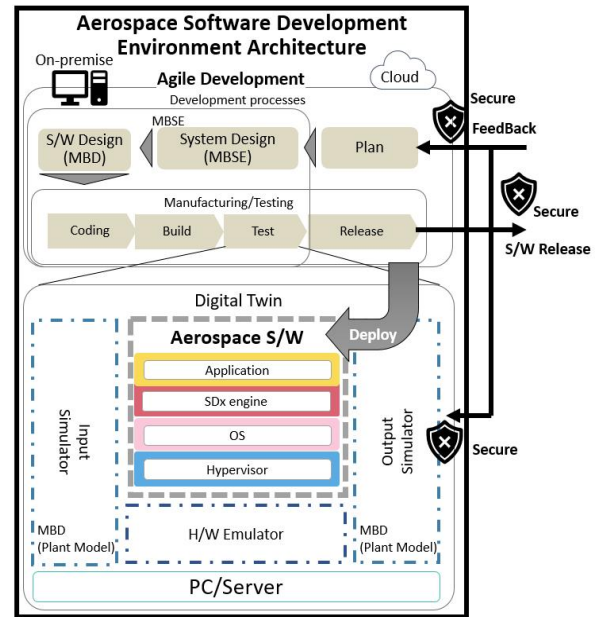 Aerospace Software Development
Environment Architecture
On-premise
Cloud
Agile Development
Development processes
MBSE
S/W Design
(MBD)
System Design
(MBSE)
Plan
Secure
FeedBack
Manufacturing/Testing
Coding
Build
Test
Release
Secure
S/W Release
Digital Twin
Deploy
Aerospace S/W
Application
SDx engine
OS
Hypervisor
Input
Simulator
Output
Simulator
Secure
MBD
(Plant Model)
H/W Emulator
MBD
(Plant Model)
PC/Server